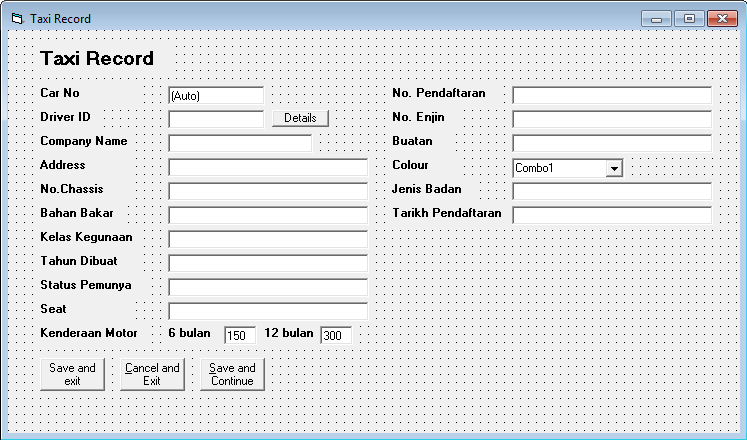 Taxi Record
Taxi Record
Car No (Auto)
Driver ID Details
Company Name
Address
No.Chassis
Bahan Bakar
Kelas Kegunaan
Tahun Dibuat
Status Pemunya
Seat
Kenderaan Motor 6 bulan 150 12 bulan 300
No. Pendaftaran
No. Enjin
Buatan
Colour Combo1
Jenis Badan
Tarikh Pendaftaran
Save and
exit
Cancel and
Exit
Save and
Continue